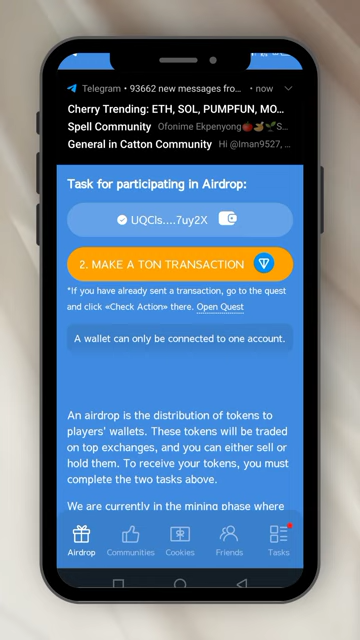 Telegram • 93662 new messages fro... • now
Cherry Trending: ETH, SOL, PUMPFUN, MO...
Spell Community Ofonime Ekpenyong🍅🥭🌱S...
General in Catton Community Hi @Iman9527, ...
Task for participating in Airdrop:
UQCls....7uy2X
2. MAKE A TON TRANSACTION
*If you have already sent a transaction, go to the quest
and click «Check Action» there. Open Quest
A wallet can only be connected to one account.
An airdrop is the distribution of tokens to
players' wallets. These tokens will be traded
on top exchanges, and you can either sell or
hold them. To receive your tokens, you must
complete the two tasks above.
We are currently in the mining phase where
Airdrop
Communities
Cookies
Friends
Tasks